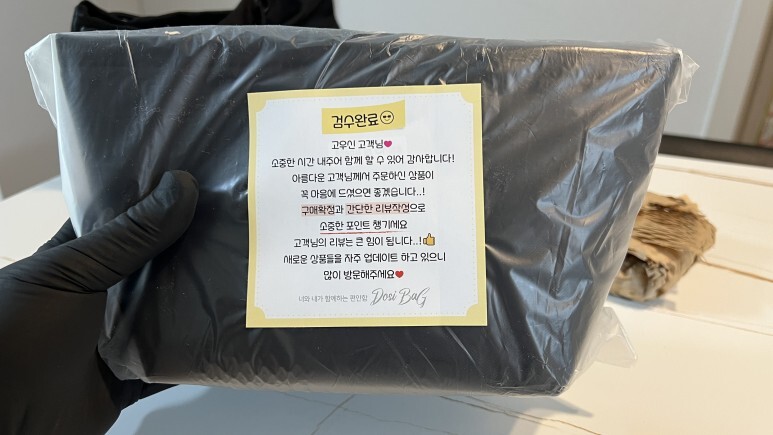 검수완료
고우신 고객님
소중한 시간 내주어 함께 할 수 있어 감사합니다!
아름다운 고객님께서 주문하신 상품이
꼭 마음에 드셨으면 좋겠습니다..!
구매확정과 간단한 리뷰작성으로
소중한 포인트 챙기세요
고객님의 리뷰는 큰 힘이 됩니다..!
새로운 상품들을 자주 업데이트 하고 있으니
많이 방문해주세요
너와 내가 함께하는 편안함 Dosi BaG